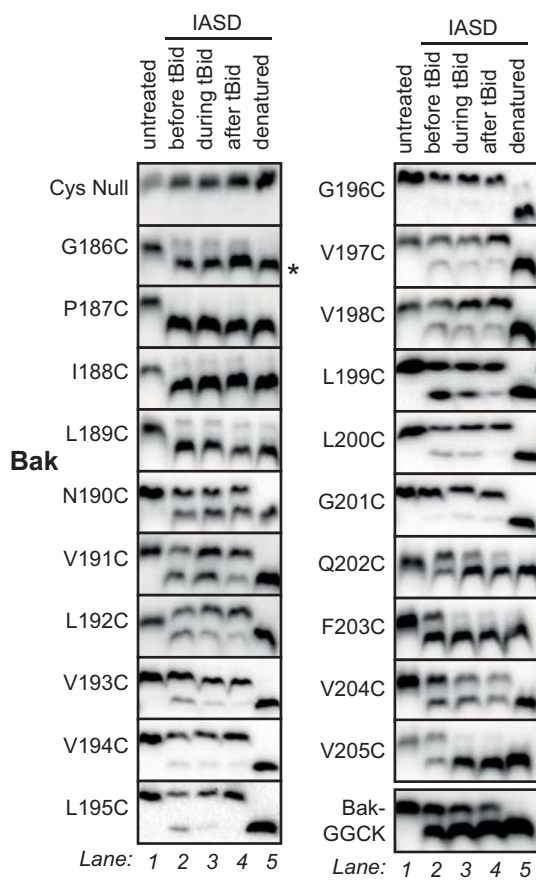 IASD
untreated
before tBid
during tBid
after tBid
denatured
Cys Null
G186C
*
P187C
I188C
L189C
Bak
N190C
V191C
L192C
V193C
V194C
L195C
Lane: 1 2 3 4 5
IASD
untreated
before tBid
during tBid
after tBid
denatured
G196C
V197C
V198C
L199C
L200C
G201C
Q202C
F203C
V204C
V205C
Bak-
GGCK
Lane: 1 2 3 4 5